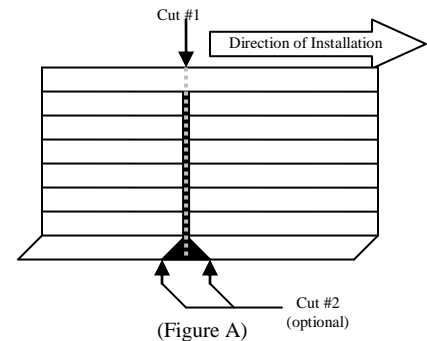 Cut #1
Direction of Installation
Cut #2
(optional)
(Figure A)